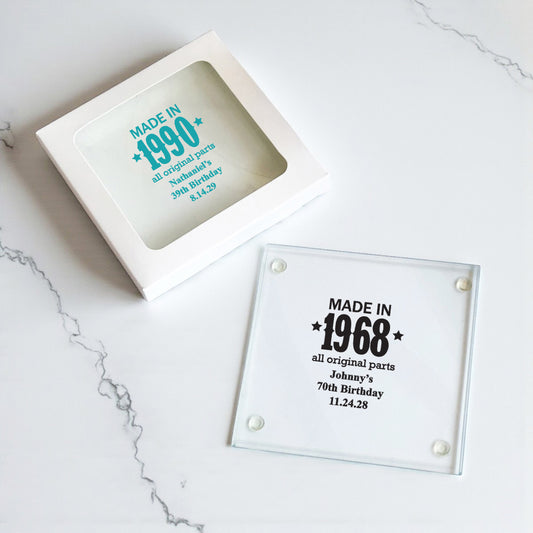 MADE IN
★1990★
all original parts
Nathaniel's
39th Birthday
8.14.29
MADE IN
★1968★
all original parts
Johnny's
70th Birthday
11.24.28